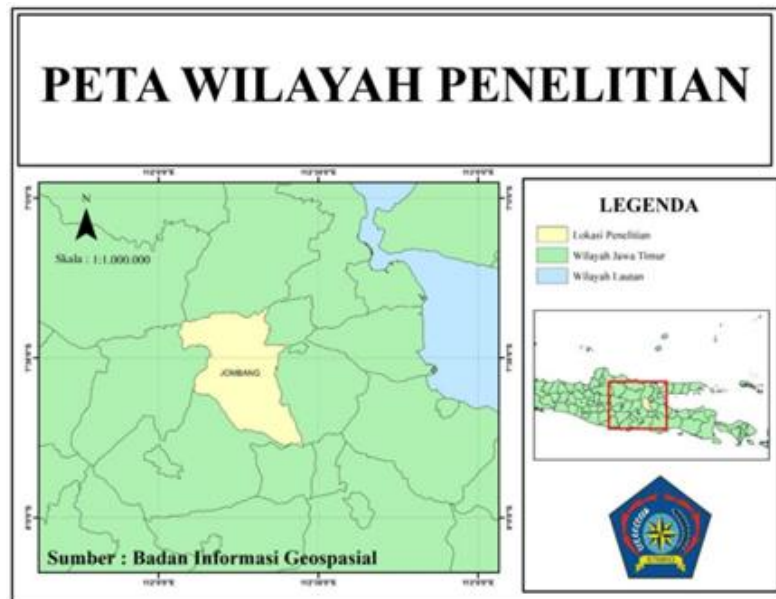 PETA WILAYAH PENELITIAN
N
Skala : 1:1.000.000
JOMBANG
Sumber : Badan Informasi Geospasial
LEGENDA
Lokasi Penelitian
Wilayah Jawa Timur
Wilayah Lautan